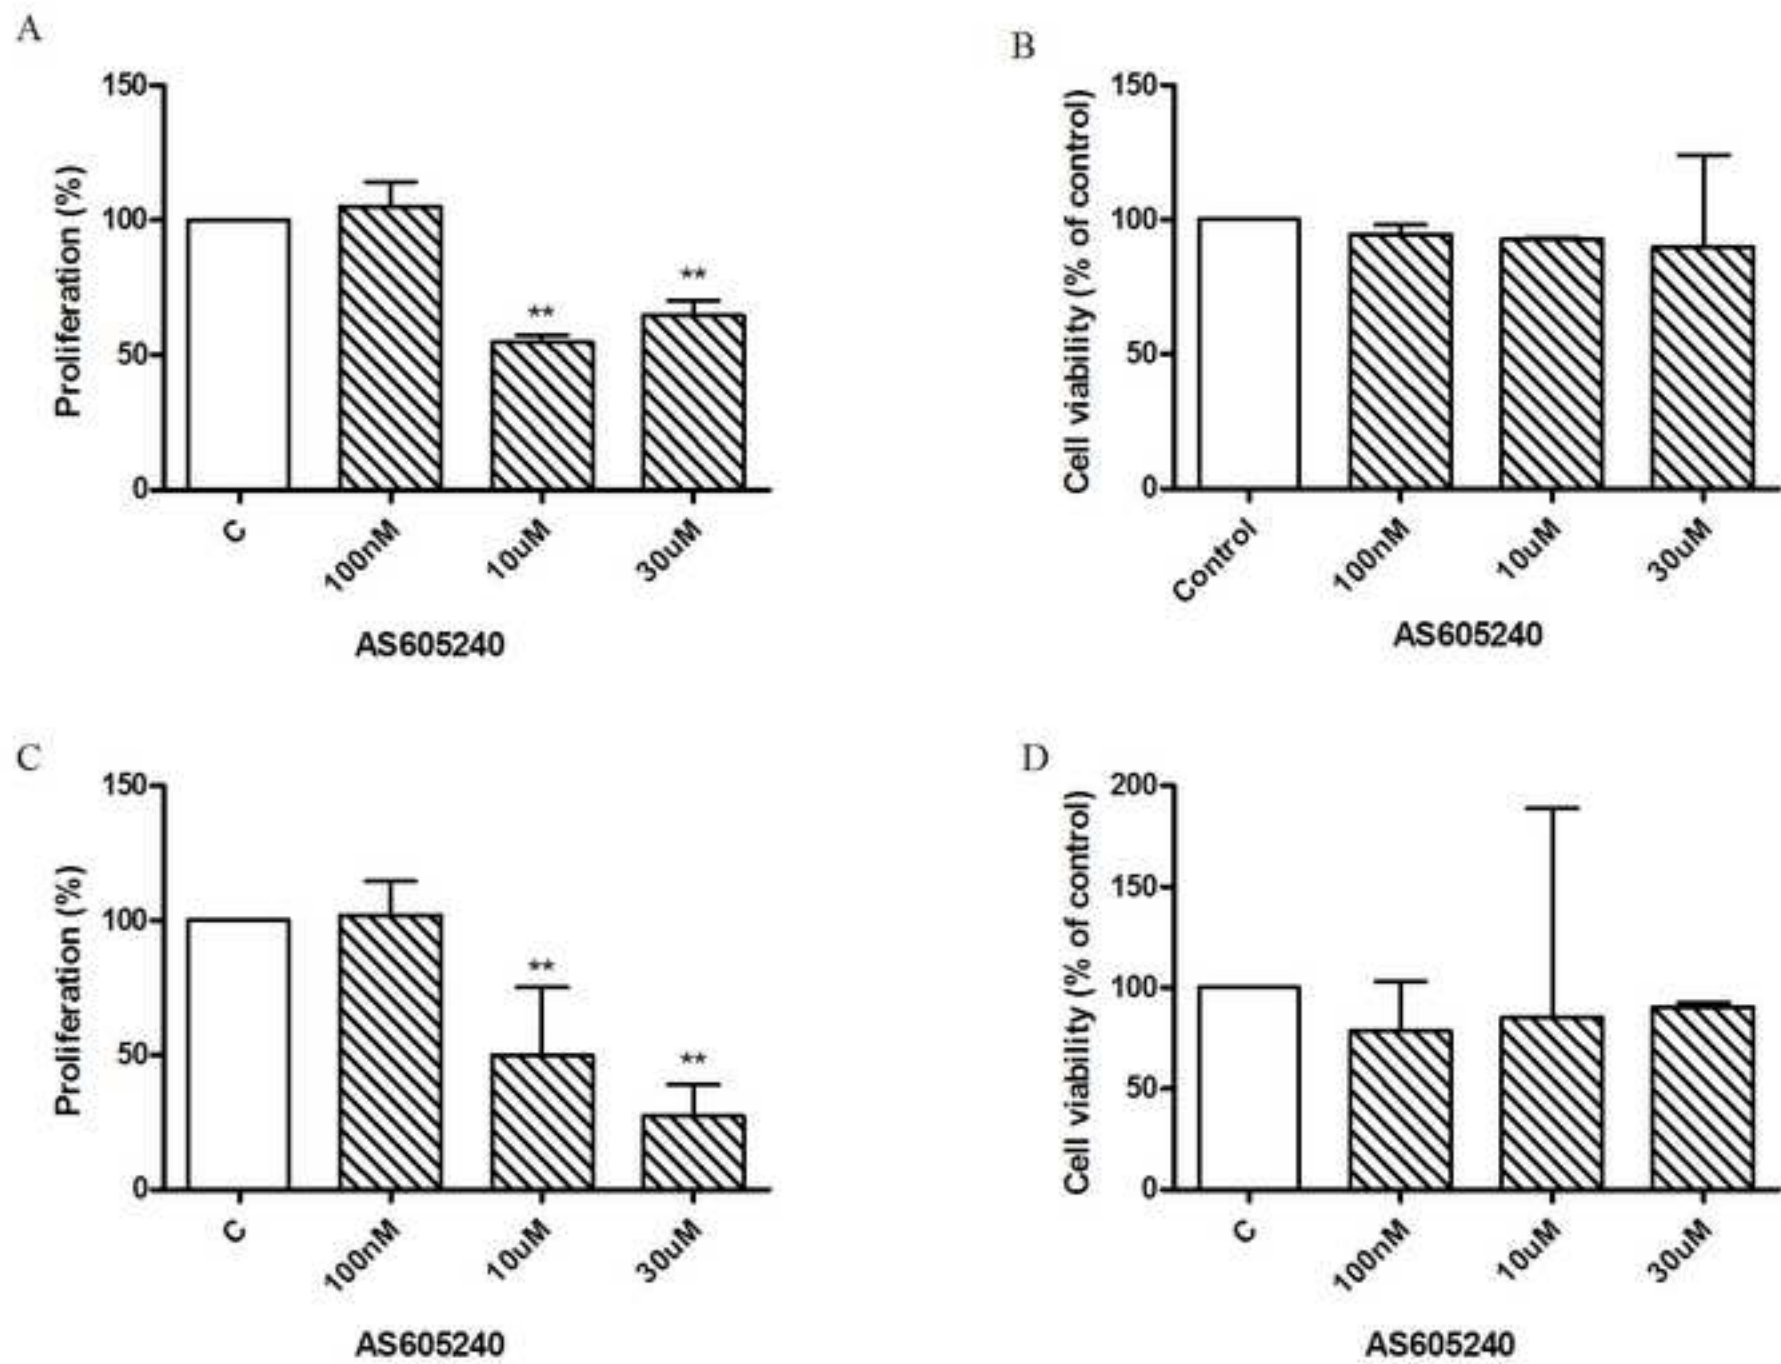 A
Proliferation (%)
150
100
50
0
**
**
C
100nM
10uM
30uM
AS605240
B
Cell viability (% of control)
150
100
50
0
Control
100nM
10uM
30uM
AS605240
C
Proliferation (%)
150
100
50
0
**
**
C
100nM
10uM
30uM
AS605240
D
Cell viability (% of control)
200
150
100
50
0
C
100nM
10uM
30uM
AS605240